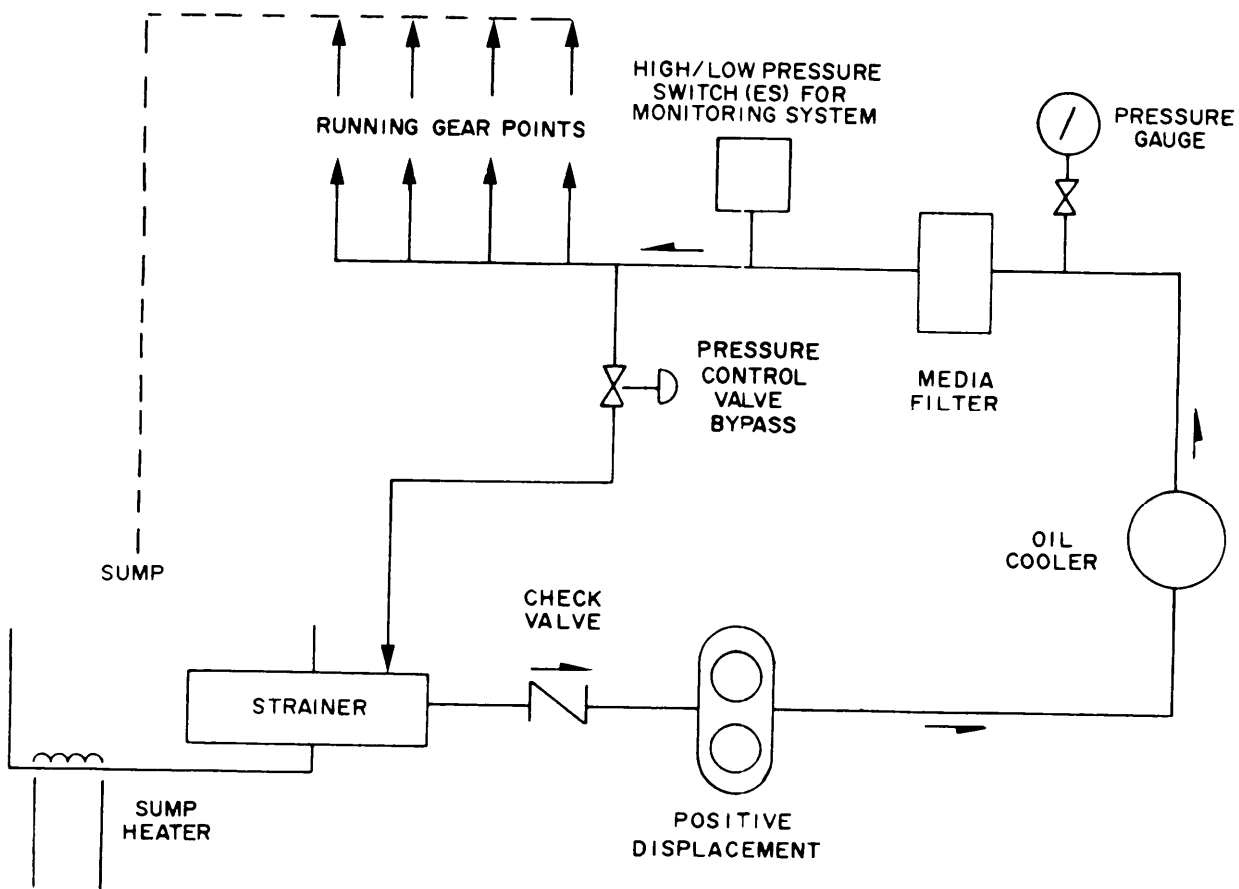 HIGH/LOW PRESSURE
SWITCH (ES) FOR
MONITORING SYSTEM
PRESSURE
GAUGE
RUNNING GEAR POINTS
PRESSURE
CONTROL
VALVE
BYPASS
MEDIA
FILTER
OIL
COOLER
SUMP
CHECK
VALVE
STRAINER
SUMP
HEATER
POSITIVE
DISPLACEMENT